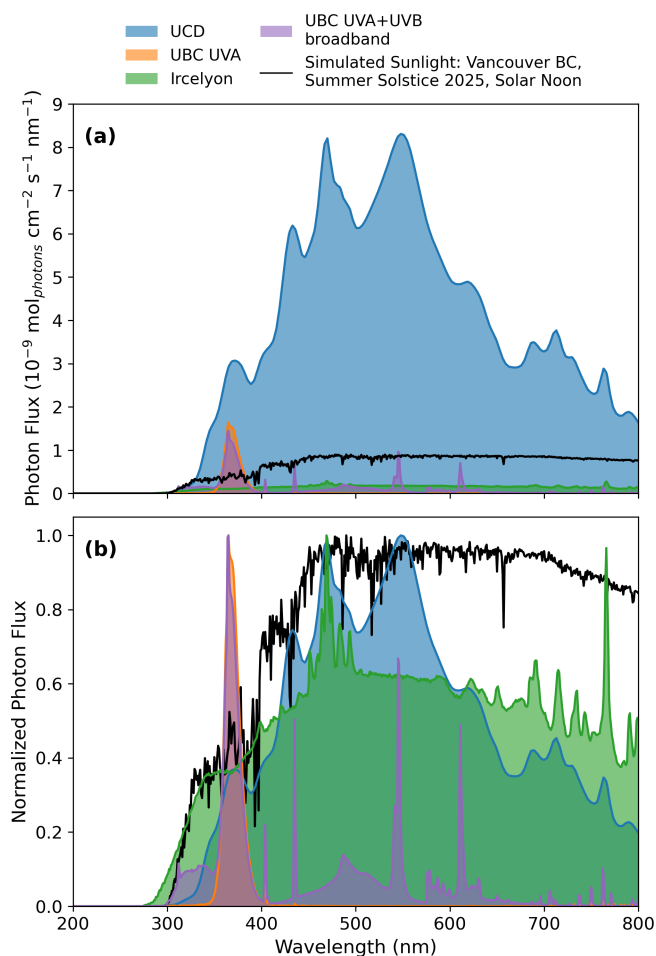 UCD
UBC UVA
Ircelyon
UBC UVA+UVB
broadband
Simulated Sunlight: Vancouver BC,
Summer Solstice 2025, Solar Noon
(a)
Photon Flux (10⁻⁹ mol_photons cm⁻² s⁻¹ nm⁻¹)
9
8
7
6
5
4
3
2
1
0
(b)
Normalized Photon Flux
1.0
0.8
0.6
0.4
0.2
0.0
200 300 400 500 600 700 800
Wavelength (nm)